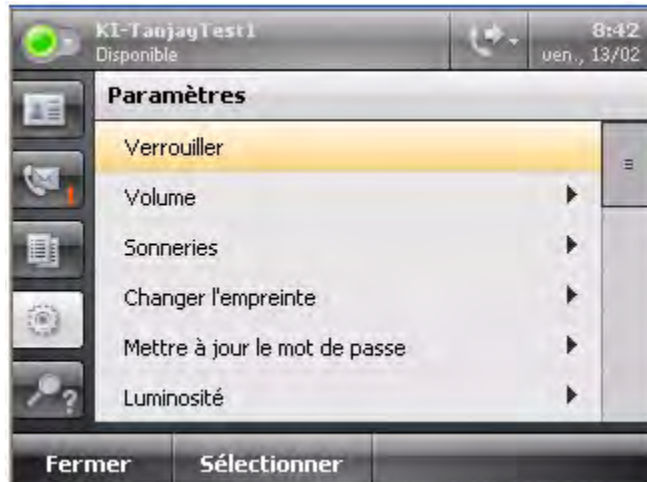 KI-TanjayTest1
Disponible
8:42
ven., 13/02
Paramètres
Verrouiller
Volume
Sonneries
Changer l'empreinte
Mettre à jour le mot de passe
Luminosité
Fermer
Sélectionner